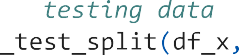 testing data
_test_split(df_x,